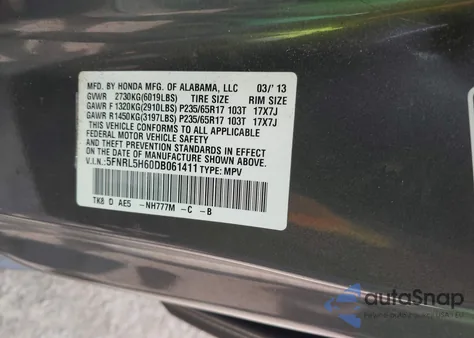 MFD. BY HONDA MFG. OF ALABAMA, LLC 03/'13
GVWR 2730KG(6019LBS) TIRE SIZE RIM SIZE
GAWR F 1320KG(2910LBS) P235/65R17 103T 17X7J
GAWR R1450KG(3197LBS) P235/65R17 103T 17X7J
THIS VEHICLE CONFORMS TO ALL APPLICABLE
FEDERAL MOTOR VEHICLE SAFETY AND
THEFT PREVENTION STANDARDS IN EFFECT ON
THE DATE OF MANUFACTURE SHOWN ABOVE.
V.I.N.:5FNRL5H60DB061411 TYPE: MPV
TK8 D AE5 -NH777M -C -B
autoSnap